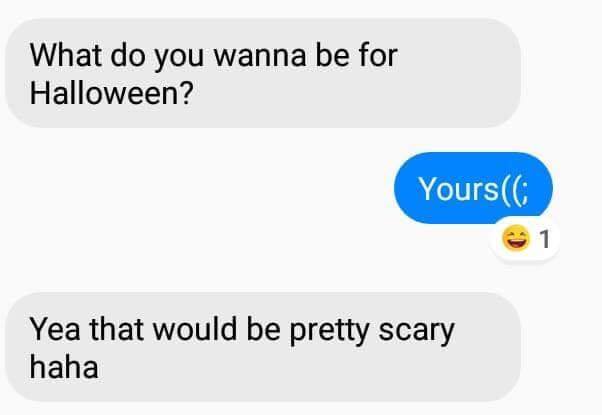 What do you wanna be for
Halloween?
Yours((;
1
Yea that would be pretty scary
haha